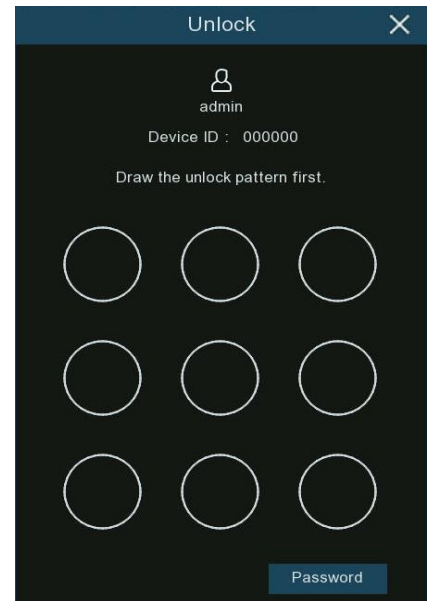 Unlock
admin
Device ID : 000000
Draw the unlock pattern first.
Password